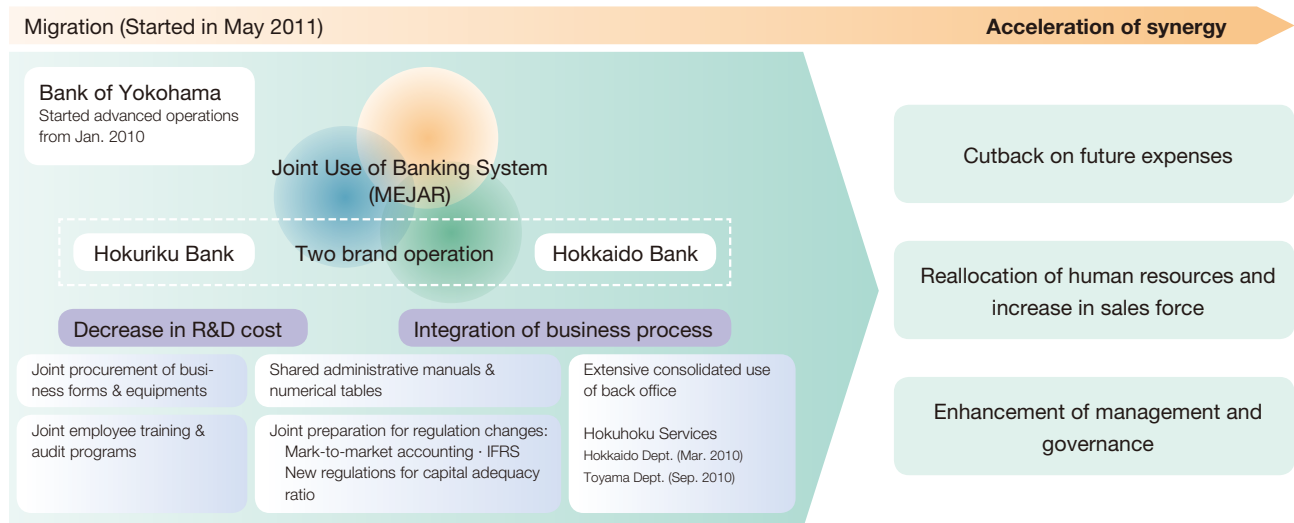 Migration (Started in May 2011)
Acceleration of synergy
Bank of Yokohama
Started advanced operations
from Jan. 2010
Joint Use of Banking System
(MEJAR)
Hokuriku Bank
Two brand operation
Hokkaido Bank
Decrease in R&D cost
Integration of business process
Joint procurement of busi-
ness forms & equipments
Joint employee training &
audit programs
Shared administrative manuals &
numerical tables
Joint preparation for regulation changes:
Mark-to-market accounting · IFRS
New regulations for capital adequacy
ratio
Extensive consolidated use
of back office
Hokuhoku Services
Hokkaido Dept. (Mar. 2010)
Toyama Dept. (Sep. 2010)
Cutback on future expenses
Reallocation of human resources and
increase in sales force
Enhancement of management and
governance